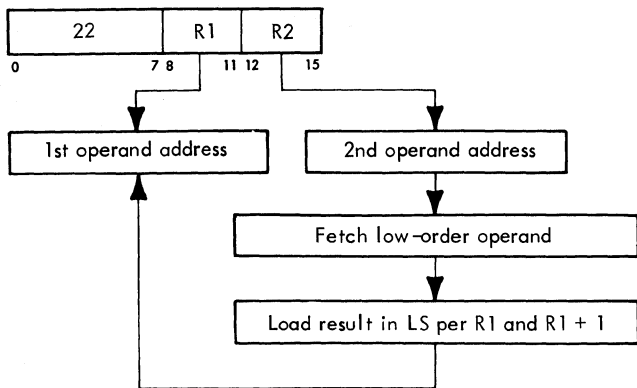 22 R1 R2
0 7 8 11 12 15
1st operand address 2nd operand address
Fetch low-order operand
Load result in LS per R1 and R1 + 1